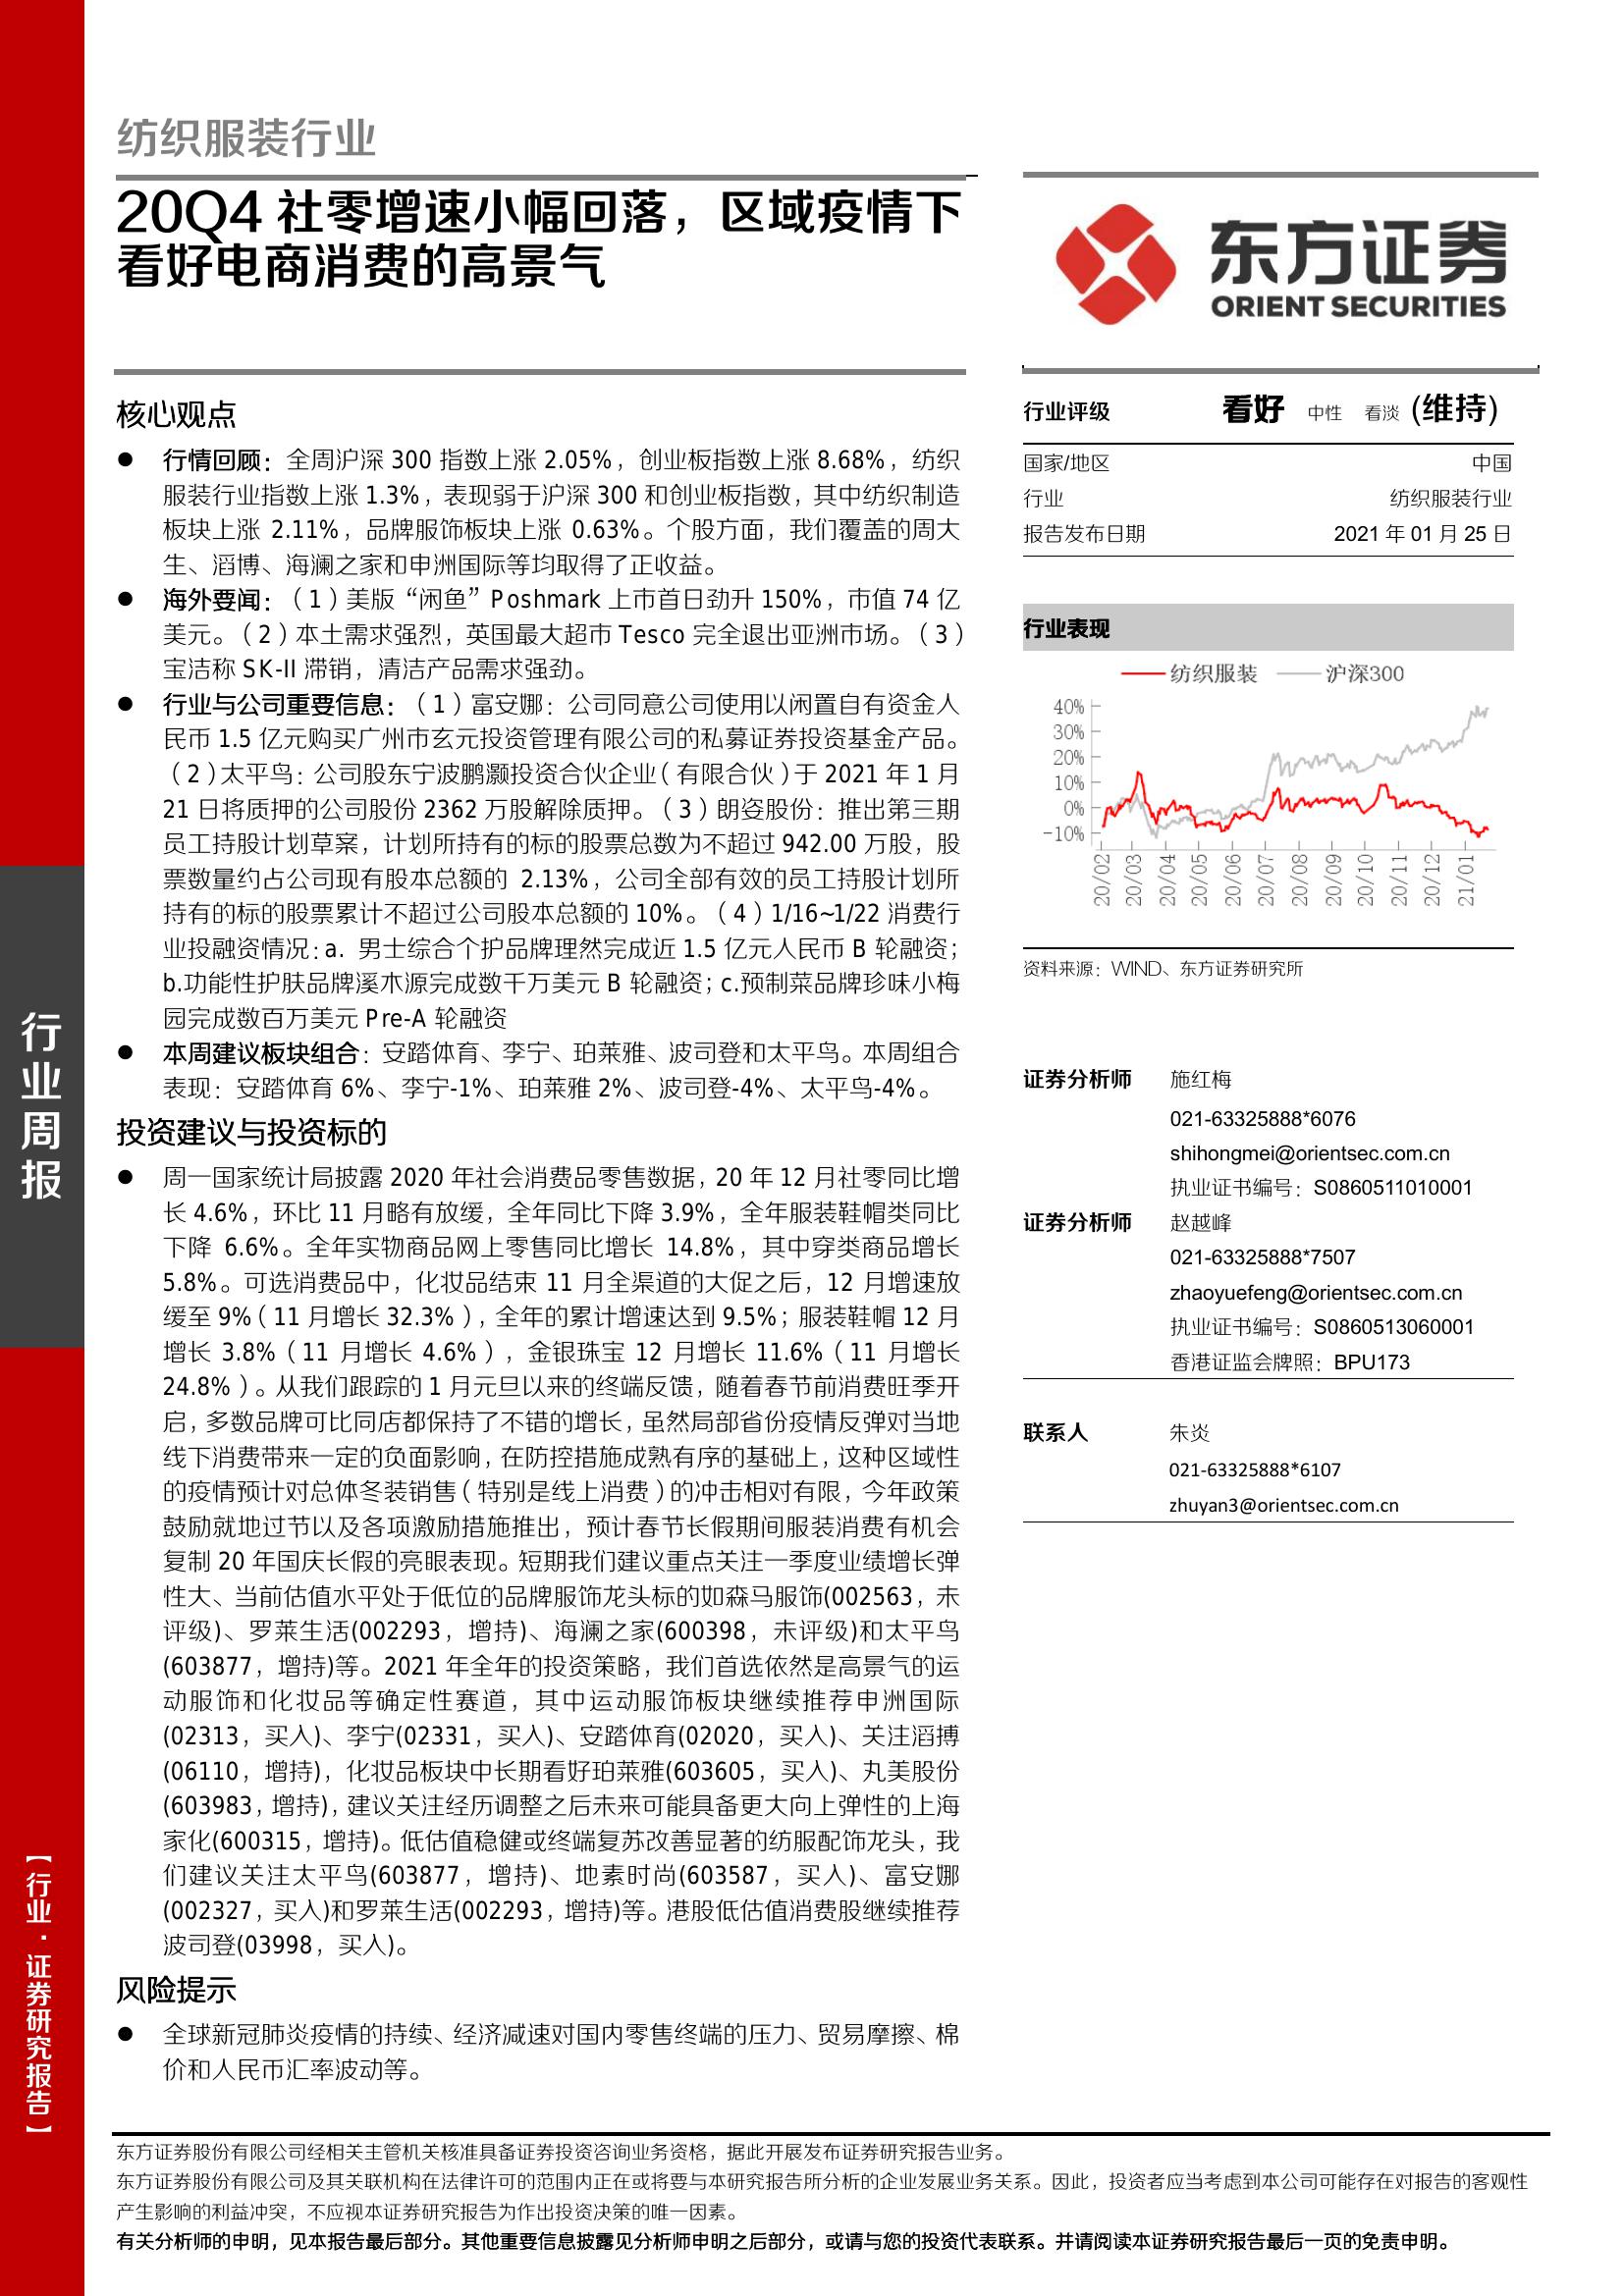 纺织服装行业
20Q4 社零增速小幅回落，区域疫情下
看好电商消费的高景气
东方证券
ORIENT SECURITIES
核心观点
● 行情回顾：全周沪深 300 指数上涨 2.05%，创业板指数上涨 8.68%，纺织
服装行业指数上涨 1.3%，表现弱于沪深 300 和创业板指数，其中纺织制造
板块上涨 2.11%，品牌服饰板块上涨 0.63%。个股方面，我们覆盖的周大
生、滔博、海澜之家和申洲国际等均取得了正收益。
● 海外要闻：（1）美版“闲鱼”Poshmark 上市首日劲升 150%，市值 74 亿
美元。（2）本土需求强烈，英国最大超市 Tesco 完全退出亚洲市场。（3）
宝洁称 SK-II 滞销，清洁产品需求强劲。
● 行业与公司重要信息：（1）富安娜：公司同意公司使用以闲置自有资金人
民币 1.5 亿元购买广州市玄元投资管理有限公司的私募证券投资基金产品。
（2）太平鸟：公司股东宁波鹏灏投资合伙企业（有限合伙）于 2021 年 1 月
21 日将质押的公司股份 2362 万股解除质押。（3）朗姿股份：推出第三期
员工持股计划草案，计划所持有的标的股票总数为不超过 942.00 万股，股
票数量约占公司现有股本总额的 2.13%，公司全部有效的员工持股计划所
持有的标的股票累计不超过公司股本总额的 10%。（4）1/16~1/22 消费行
业投融资情况：a. 男士综合个护品牌理然完成近 1.5 亿元人民币 B 轮融资；
b.功能性护肤品牌溪木源完成数千万美元 B 轮融资；c.预制菜品牌珍味小梅
园完成数百万美元 Pre-A 轮融资
● 本周建议板块组合：安踏体育、李宁、珀莱雅、波司登和太平鸟。本周组合
表现：安踏体育 6%、李宁-1%、珀莱雅 2%、波司登-4%、太平鸟-4%。
投资建议与投资标的
● 周一国家统计局披露 2020 年社会消费品零售数据，20 年 12 月社零同比增
长 4.6%，环比 11 月略有放缓，全年同比下降 3.9%，全年服装鞋帽类同比
下降 6.6%。全年实物商品网上零售同比增长 14.8%，其中穿类商品增长
5.8%。可选消费品中，化妆品结束 11 月全渠道的大促之后，12 月增速放
缓至 9%（11 月增长 32.3%），全年的累计增速达到 9.5%；服装鞋帽 12 月
增长 3.8%（11 月增长 4.6%），金银珠宝 12 月增长 11.6%（11 月增长
24.8%）。从我们跟踪的 1 月元旦以来的终端反馈，随着春节前消费旺季开
启，多数品牌可比同店都保持了不错的增长，虽然局部省份疫情反弹对当地
线下消费带来一定的负面影响，在防控措施成熟有序的基础上，这种区域性
的疫情预计对总体冬装销售（特别是线上消费）的冲击相对有限，今年政策
鼓励就地过节以及各项激励措施推出，预计春节长假期间服装消费有机会
复制 20 年国庆长假的亮眼表现。短期我们建议重点关注一季度业绩增长弹
性大、当前估值水平处于低位的品牌服饰龙头标的如森马服饰(002563，未
评级)、罗莱生活(002293，增持)、海澜之家(600398，未评级)和太平鸟
(603877，增持)等。2021 年全年的投资策略，我们首选依然是高景气的运
动服饰和化妆品等确定性赛道，其中运动服饰板块继续推荐申洲国际
(02313，买入)、李宁(02331，买入)、安踏体育(02020，买入)、关注滔搏
(06110，增持)，化妆品板块中长期看好珀莱雅(603605，买入)、丸美股份
(603983，增持)，建议关注经历调整之后未来可能具备更大向上弹性的上海
家化(600315，增持)。低估值稳健或终端复苏改善显著的纺服配饰龙头，我
们建议关注太平鸟(603877，增持)、地素时尚(603587，买入)、富安娜
(002327，买入)和罗莱生活(002293，增持)等。港股低估值消费股继续推荐
波司登(03998，买入)。
风险提示
● 全球新冠肺炎疫情的持续、经济减速对国内零售终端的压力、贸易摩擦、棉
价和人民币汇率波动等。
行业评级 看好 中性 看淡 (维持)
国家/地区 中国
行业 纺织服装行业
报告发布日期 2021 年 01 月 25 日
行业表现
纺织服装 沪深300
40%
30%
20%
10%
0%
-10%
20/02
20/03
20/04
20/05
20/06
20/07
20/08
20/09
20/10
20/11
20/12
21/01
资料来源：WIND、东方证券研究所
证券分析师 施红梅
021-63325888*6076
shihongmei@orientsec.com.cn
执业证书编号：S0860511010001
证券分析师 赵越峰
021-63325888*7507
zhaoyuefeng@orientsec.com.cn
执业证书编号：S0860513060001
香港证监会牌照：BPU173
联系人 朱炎
021-63325888*6107
zhuyan3@orientsec.com.cn
行业周报
【行业·证券研究报告】
东方证券股份有限公司经相关主管机关核准具备证券投资咨询业务资格，据此开展发布证券研究报告业务。
东方证券股份有限公司及其关联机构在法律许可的范围内正在或将要与本研究报告所分析的企业发展业务关系。因此，投资者应当考虑到本公司可能存在对报告的客观性
产生影响的利益冲突，不应视本证券研究报告为作出投资决策的唯一因素。
有关分析师的申明，见本报告最后部分。其他重要信息披露见分析师申明之后部分，或请与您的投资代表联系。并请阅读本证券研究报告最后一页的免责申明。